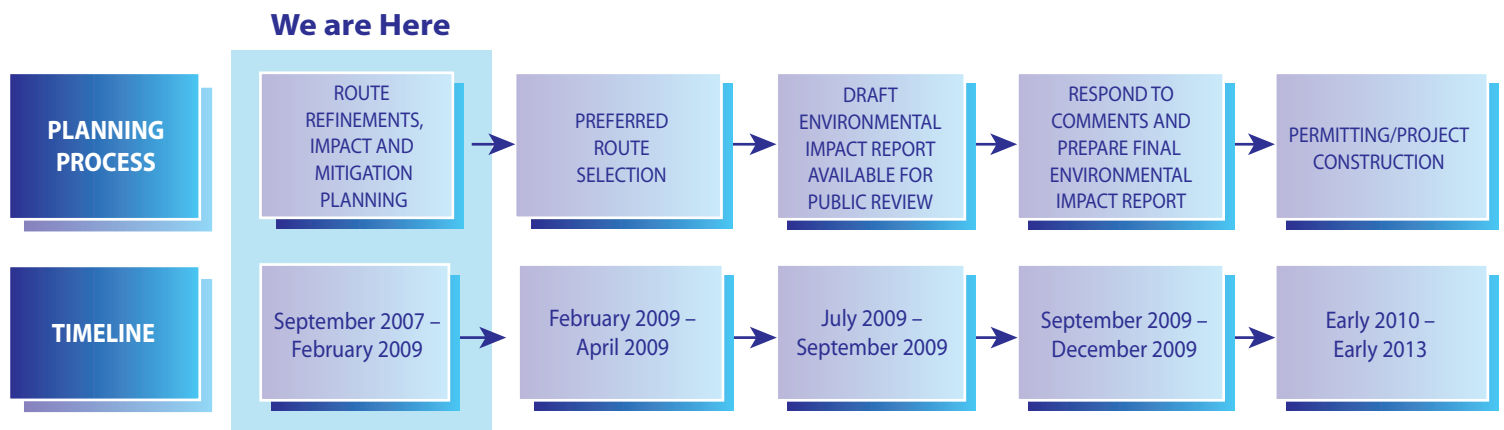 We are Here
PLANNING
PROCESS
ROUTE
REFINEMENTS,
IMPACT AND
MITIGATION
PLANNING
PREFERRED
ROUTE
SELECTION
DRAFT
ENVIRONMENTAL
IMPACT REPORT
AVAILABLE FOR
PUBLIC REVIEW
RESPOND TO
COMMENTS AND
PREPARE FINAL
ENVIRONMENTAL
IMPACT REPORT
PERMITTING/PROJECT
CONSTRUCTION
TIMELINE
September 2007 –
February 2009
February 2009 –
April 2009
July 2009 –
September 2009
September 2009 –
December 2009
Early 2010 –
Early 2013